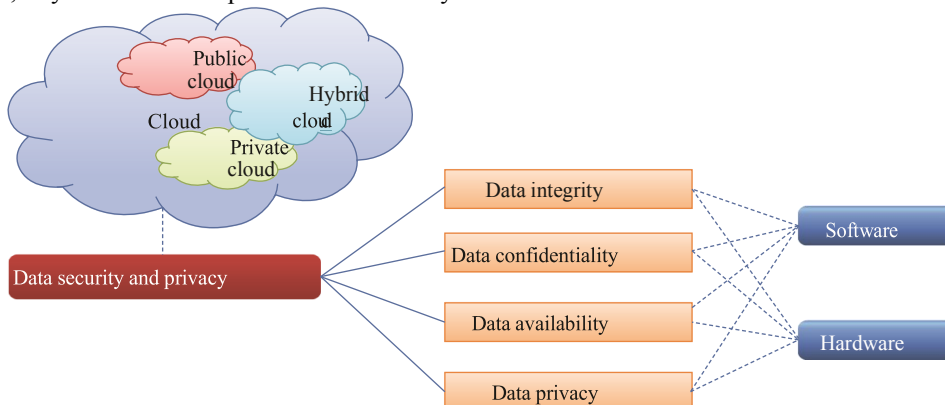 Public
cloud
Hybrid
cloud
Cloud
Private
cloud
Data integrity
Software
Data confidentiality
Data security and privacy
Data availability
Hardware
Data privacy